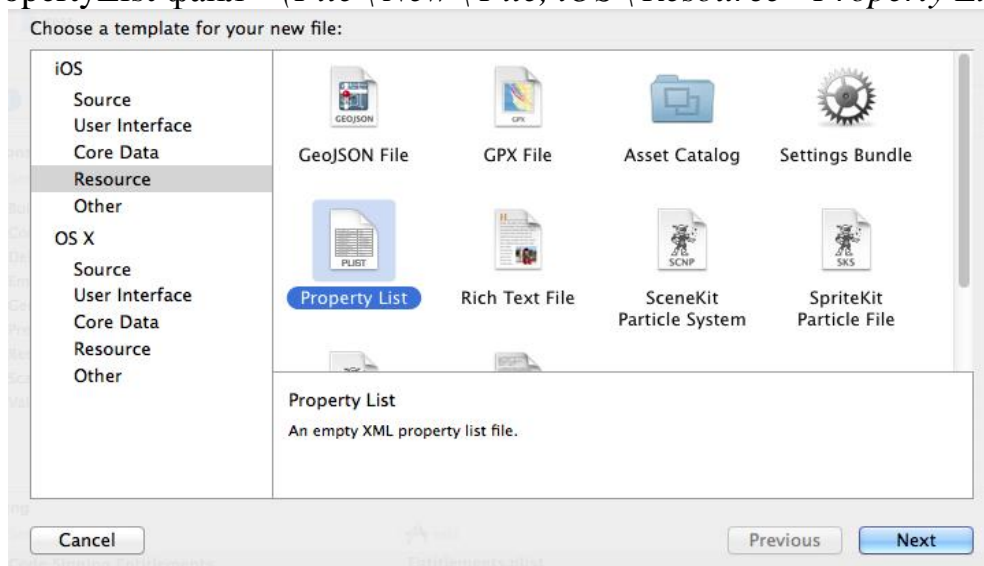 Choose a template for your new file:
iOS
Source
User Interface
Core Data
Resource
Other
OS X
Source
User Interface
Core Data
Resource
Other
GEOJSON
GPX
GeoJSON File
GPX File
Asset Catalog
Settings Bundle
PLIST
SCNP
SKS
Property List
Rich Text File
SceneKit
Particle System
SpriteKit
Particle File
Property List
An empty XML property list file.
Cancel
Previous
Next